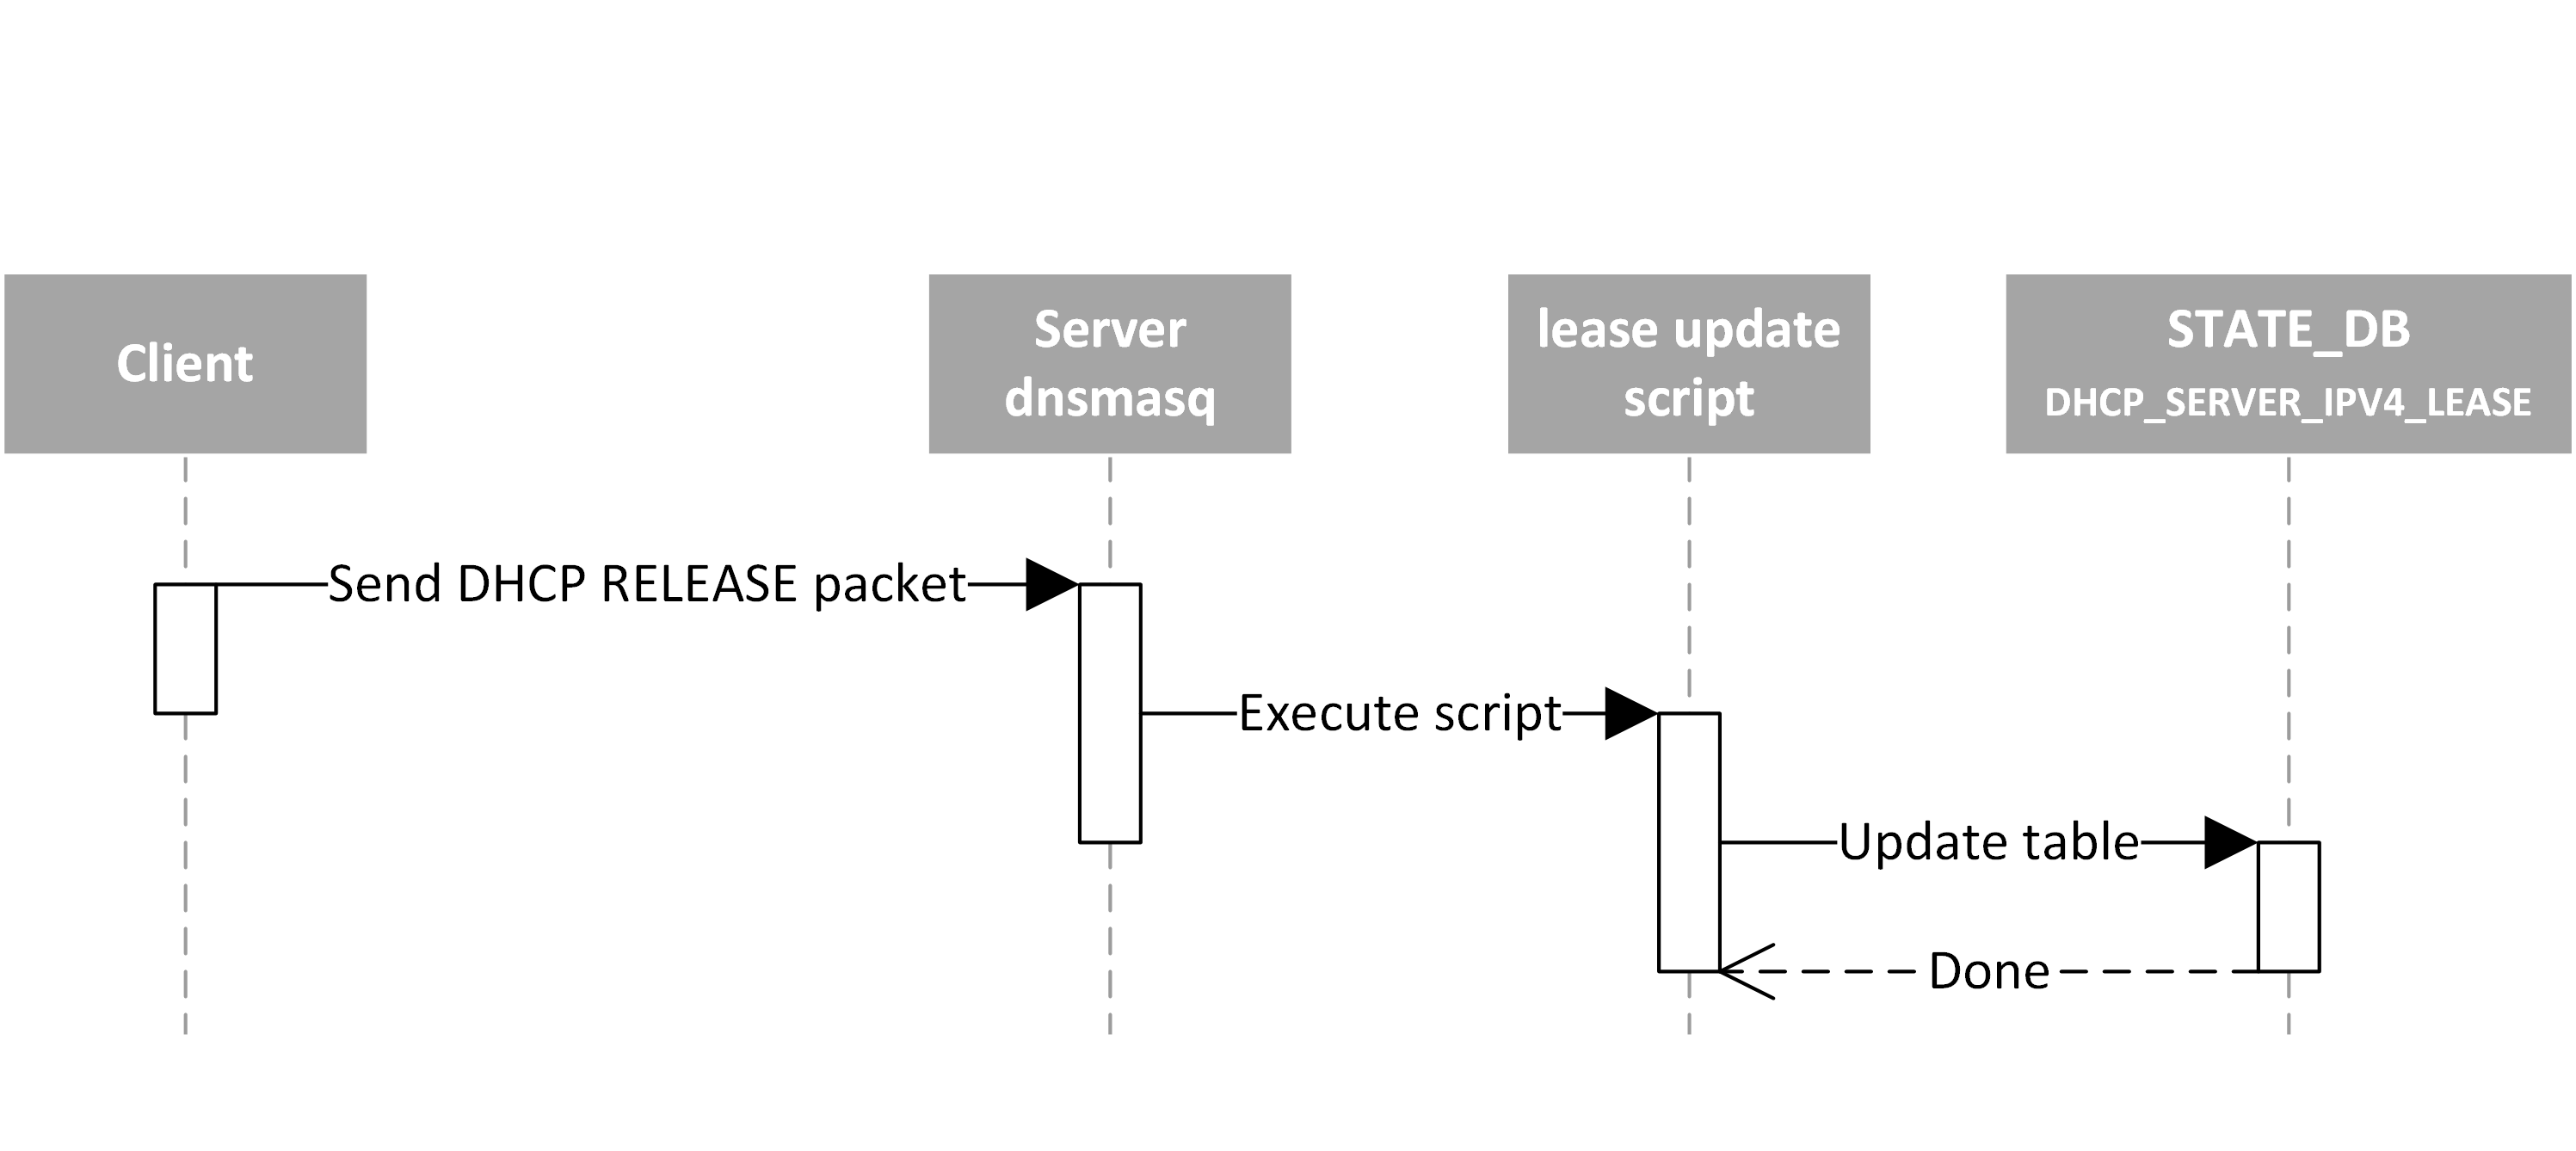 Client
Server
dnsmasq
lease update
script
STATE_DB
DHCP_SERVER_IPV4_LEASE
Send DHCP RELEASE packet
Execute script
Update table
Done